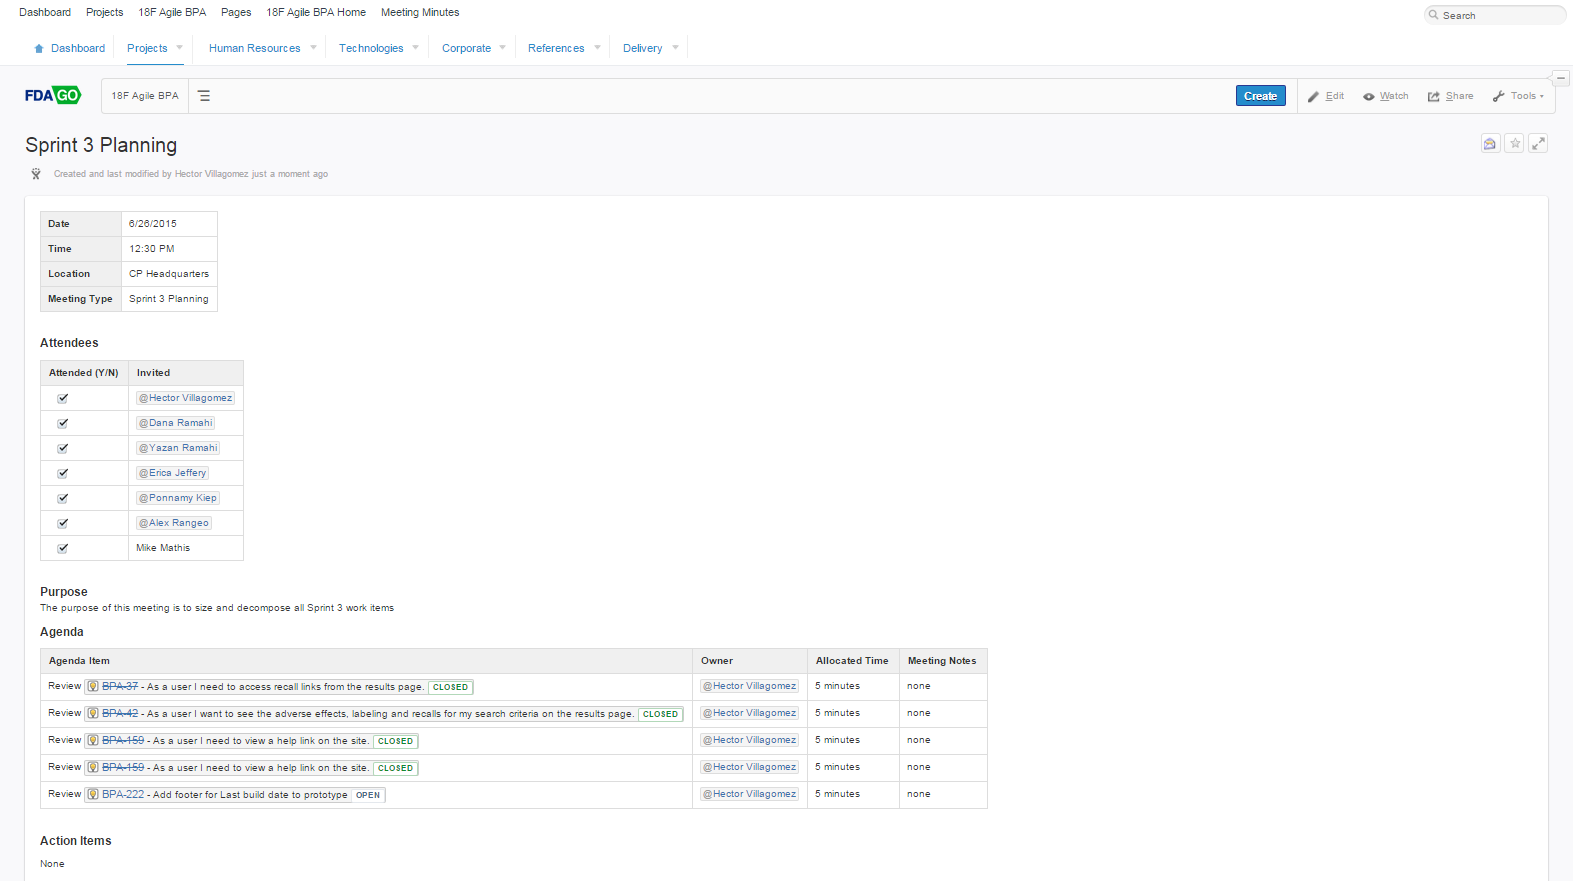 Dashboard Projects 18F Agile BPA Pages 18F Agile BPA Home Meeting Minutes Search
Dashboard Projects Human Resources Technologies Corporate References Delivery
FDA GO 18F Agile BPA Create Edit Watch Share Tools
Sprint 3 Planning
Created and last modified by Hector Villagomez just a moment ago
Date 6/26/2015
Time 12:30 PM
Location CP Headquarters
Meeting Type Sprint 3 Planning
Attendees
Attended (Y/N) Invited
@Hector Villagomez
@Dana Ramahi
@Yazan Ramahi
@Erica Jeffery
@Ponnamy Kiep
@Alex Rangeo
Mike Mathis
Purpose
The purpose of this meeting is to size and decompose all Sprint 3 work items
Agenda
Agenda Item Owner Allocated Time Meeting Notes
Review BPA-37 - As a user I need to access recall links from the results page. CLOSED @Hector Villagomez 5 minutes none
Review BPA-42 - As a user I want to see the adverse effects, labeling and recalls for my search criteria on the results page. CLOSED @Hector Villagomez 5 minutes none
Review BPA-159 - As a user I need to view a help link on the site. CLOSED @Hector Villagomez 5 minutes none
Review BPA-159 - As a user I need to view a help link on the site. CLOSED @Hector Villagomez 5 minutes none
Review BPA-222 - Add footer for Last build date to prototype OPEN @Hector Villagomez 5 minutes none
Action Items
None